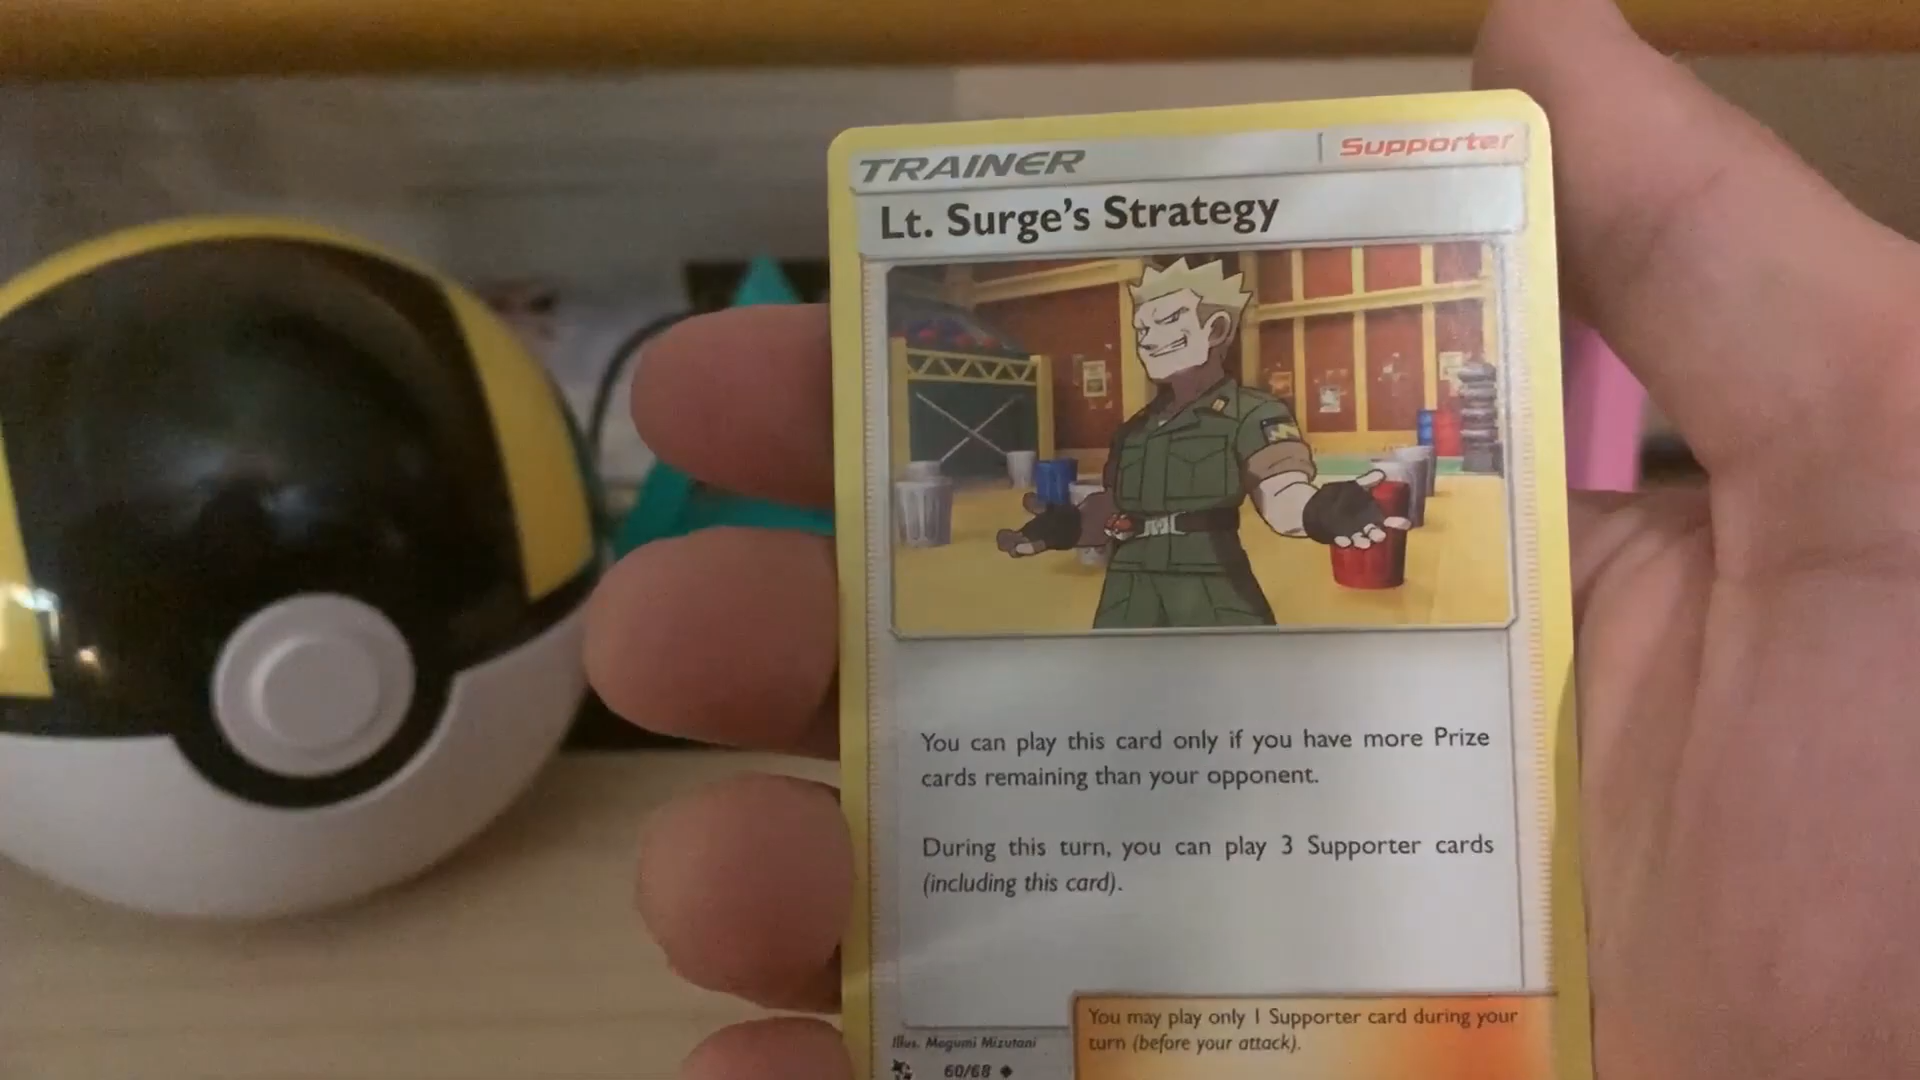 TRAINER
Supporter
Lt. Surge's Strategy
You can play this card only if you have more Prize
cards remaining than your opponent.
During this turn, you can play 3 Supporter cards
(including this card).
You may play only 1 Supporter card during your
turn (before your attack).
Illus. Megumi Mizutani
60/68